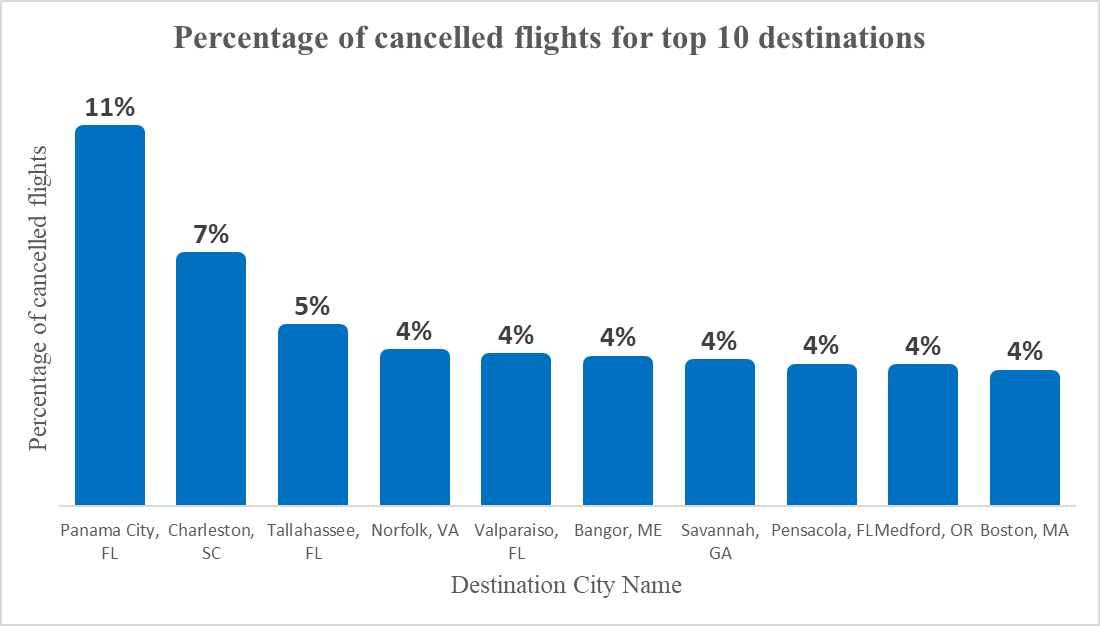 Percentage of cancelled flights for top 10 destinations
Percentage of cancelled flights
11%
7%
5%
4%
4%
4%
4%
4%
4%
4%
Panama City, FL
Charleston, SC
Tallahassee, FL
Norfolk, VA
Valparaiso, FL
Bangor, ME
Savannah, GA
Pensacola, FL
Medford, OR
Boston, MA
Destination City Name